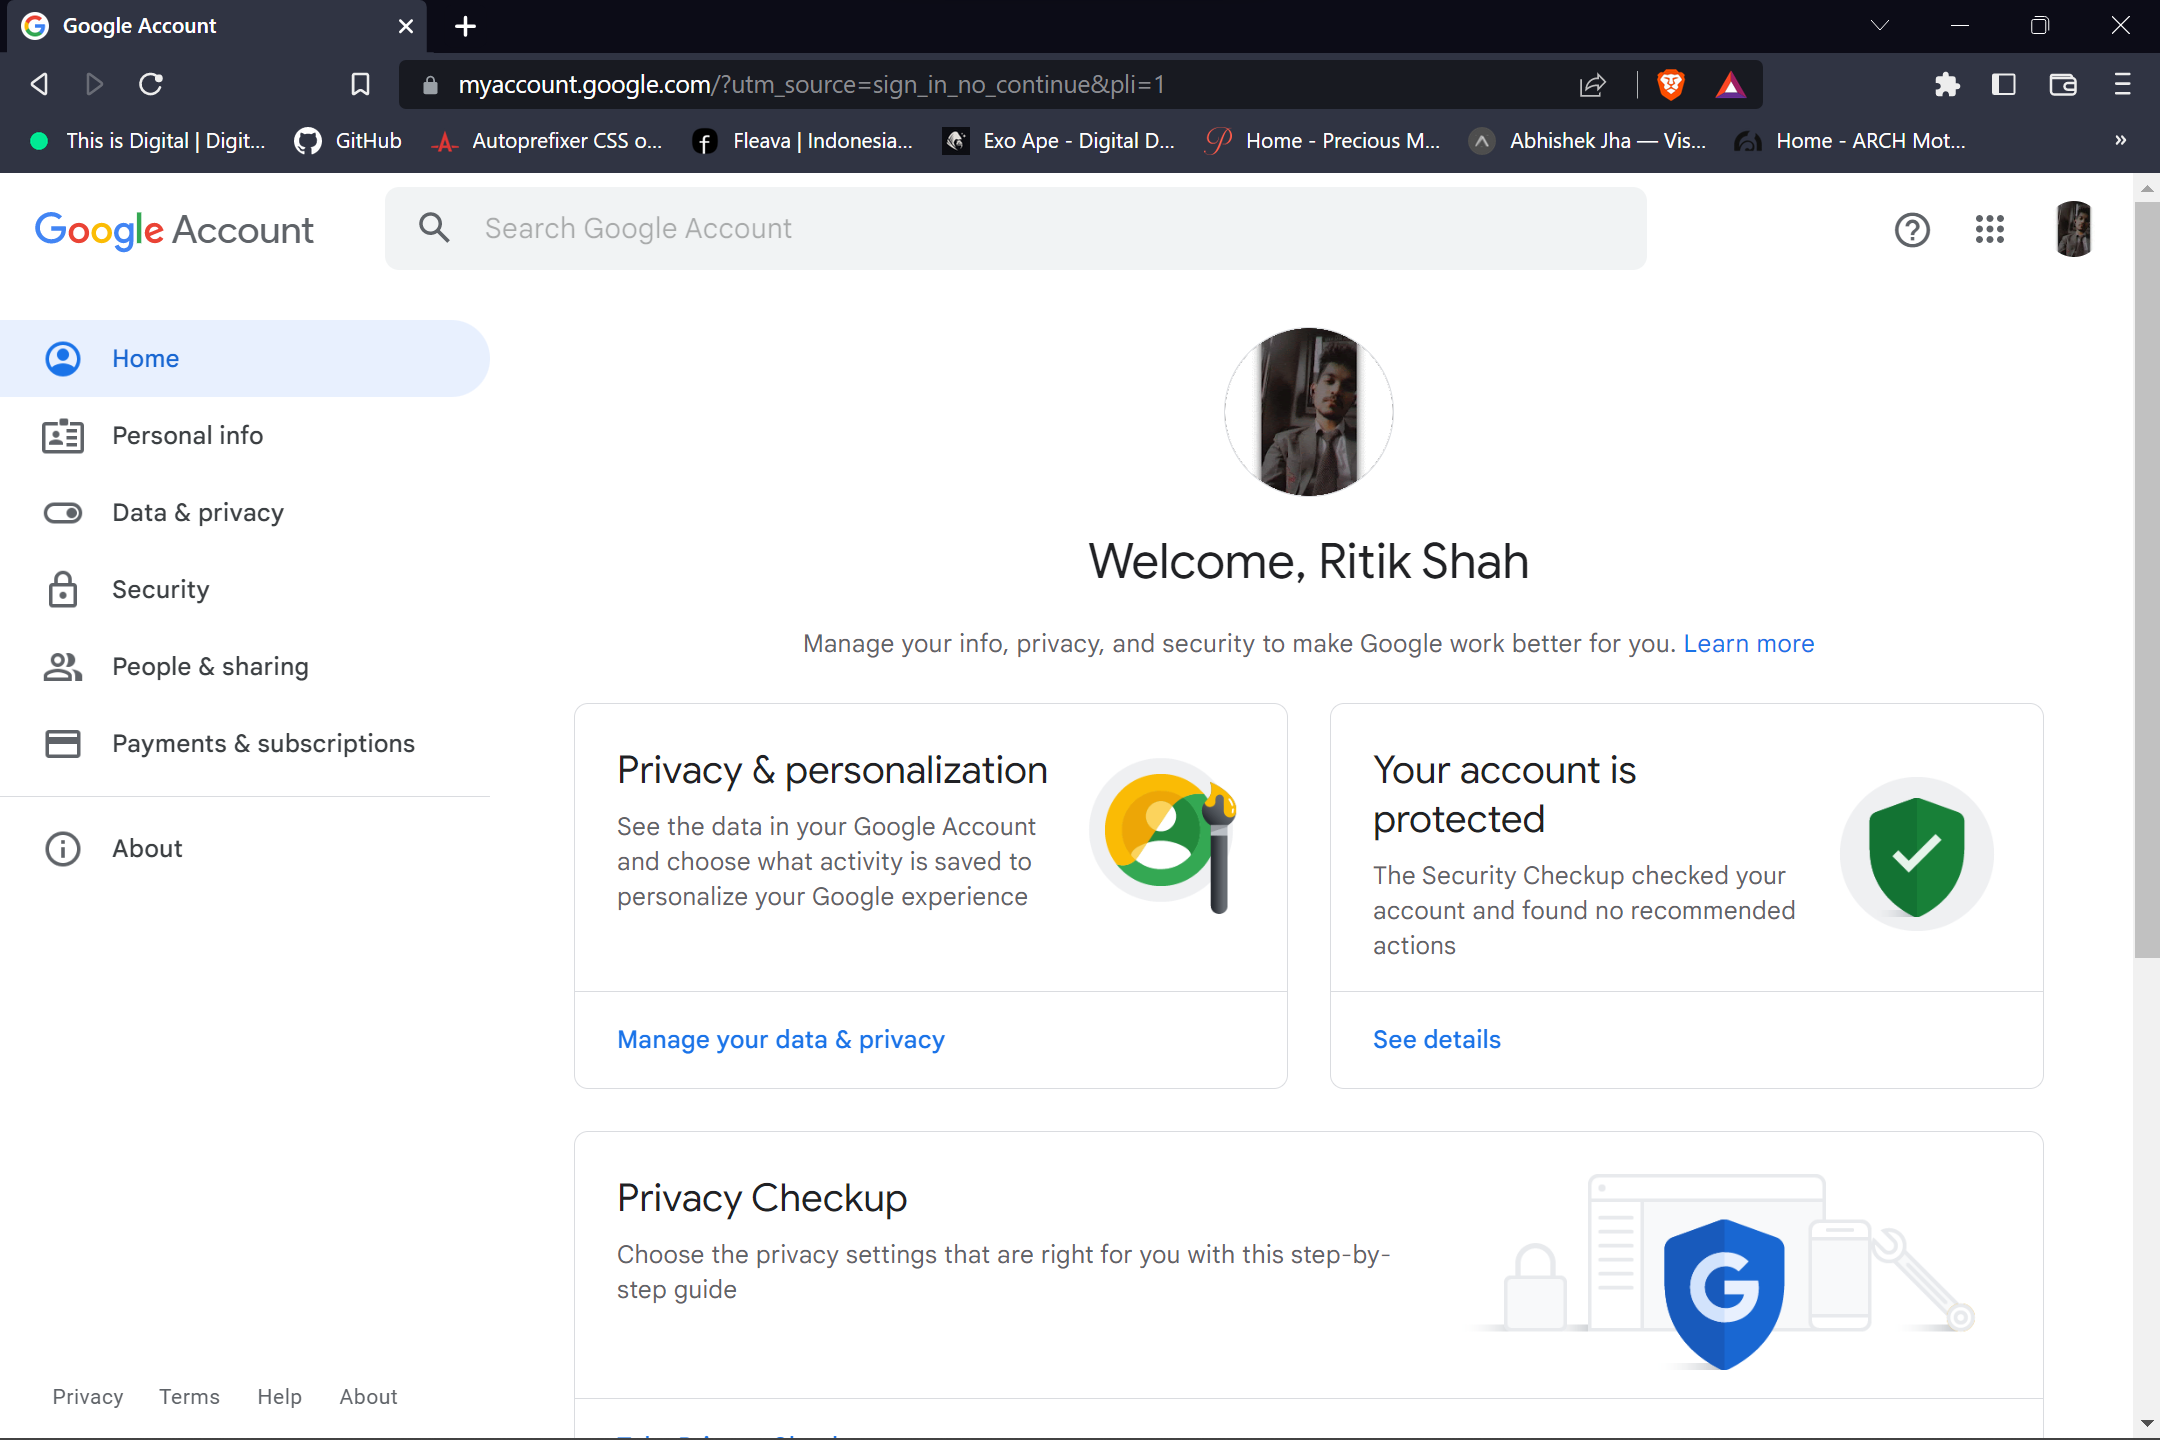 Google Account
myaccount.google.com/?utm_source=sign_in_no_continue&pli=1
This is Digital | Digit... GitHub Autoprefixer CSS o... Fleava | Indonesia... Exo Ape - Digital D... Home - Precious M... Abhishek Jha — Vis... Home - ARCH Mot... »
Google Account
Search Google Account
Home
Personal info
Data & privacy
Security
People & sharing
Payments & subscriptions
About
Welcome, Ritik Shah
Manage your info, privacy, and security to make Google work better for you. Learn more
Privacy & personalization
See the data in your Google Account
and choose what activity is saved to
personalize your Google experience
Manage your data & privacy
Your account is
protected
The Security Checkup checked your
account and found no recommended
actions
See details
Privacy Checkup
Choose the privacy settings that are right for you with this step-by-
step guide
Privacy Terms Help About